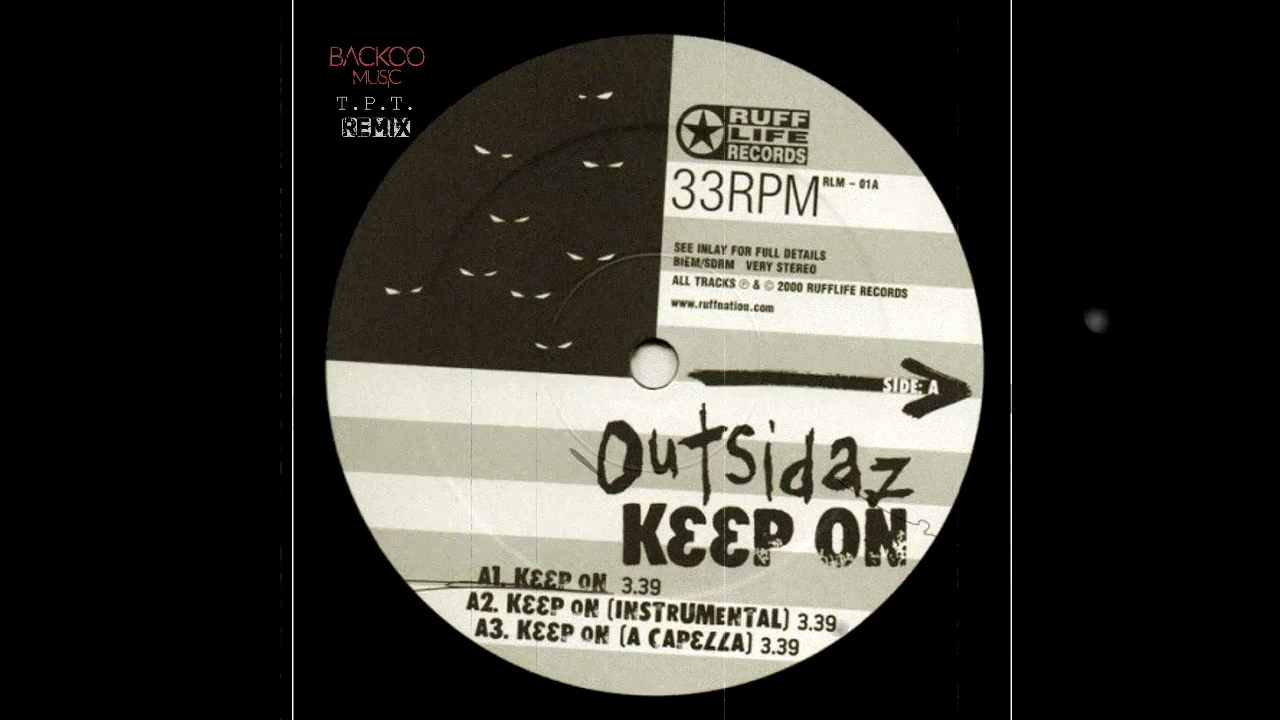 BACKOO
MUSIC
T.P.T.
REMIX
RUFF
LIFE
RECORDS
33RPM RLM - 01A
SEE INLAY FOR FULL DETAILS
BIEM/SDRM VERY STEREO
ALL TRACKS ℗ & © 2000 RUFFLIFE RECORDS
www.ruffnation.com
SIDE: A
Outsidaz
KEEP ON
A1. KEEP ON 3.39
A2. KEEP ON (INSTRUMENTAL) 3.39
A3. KEEP ON (A CAPELLA) 3.39